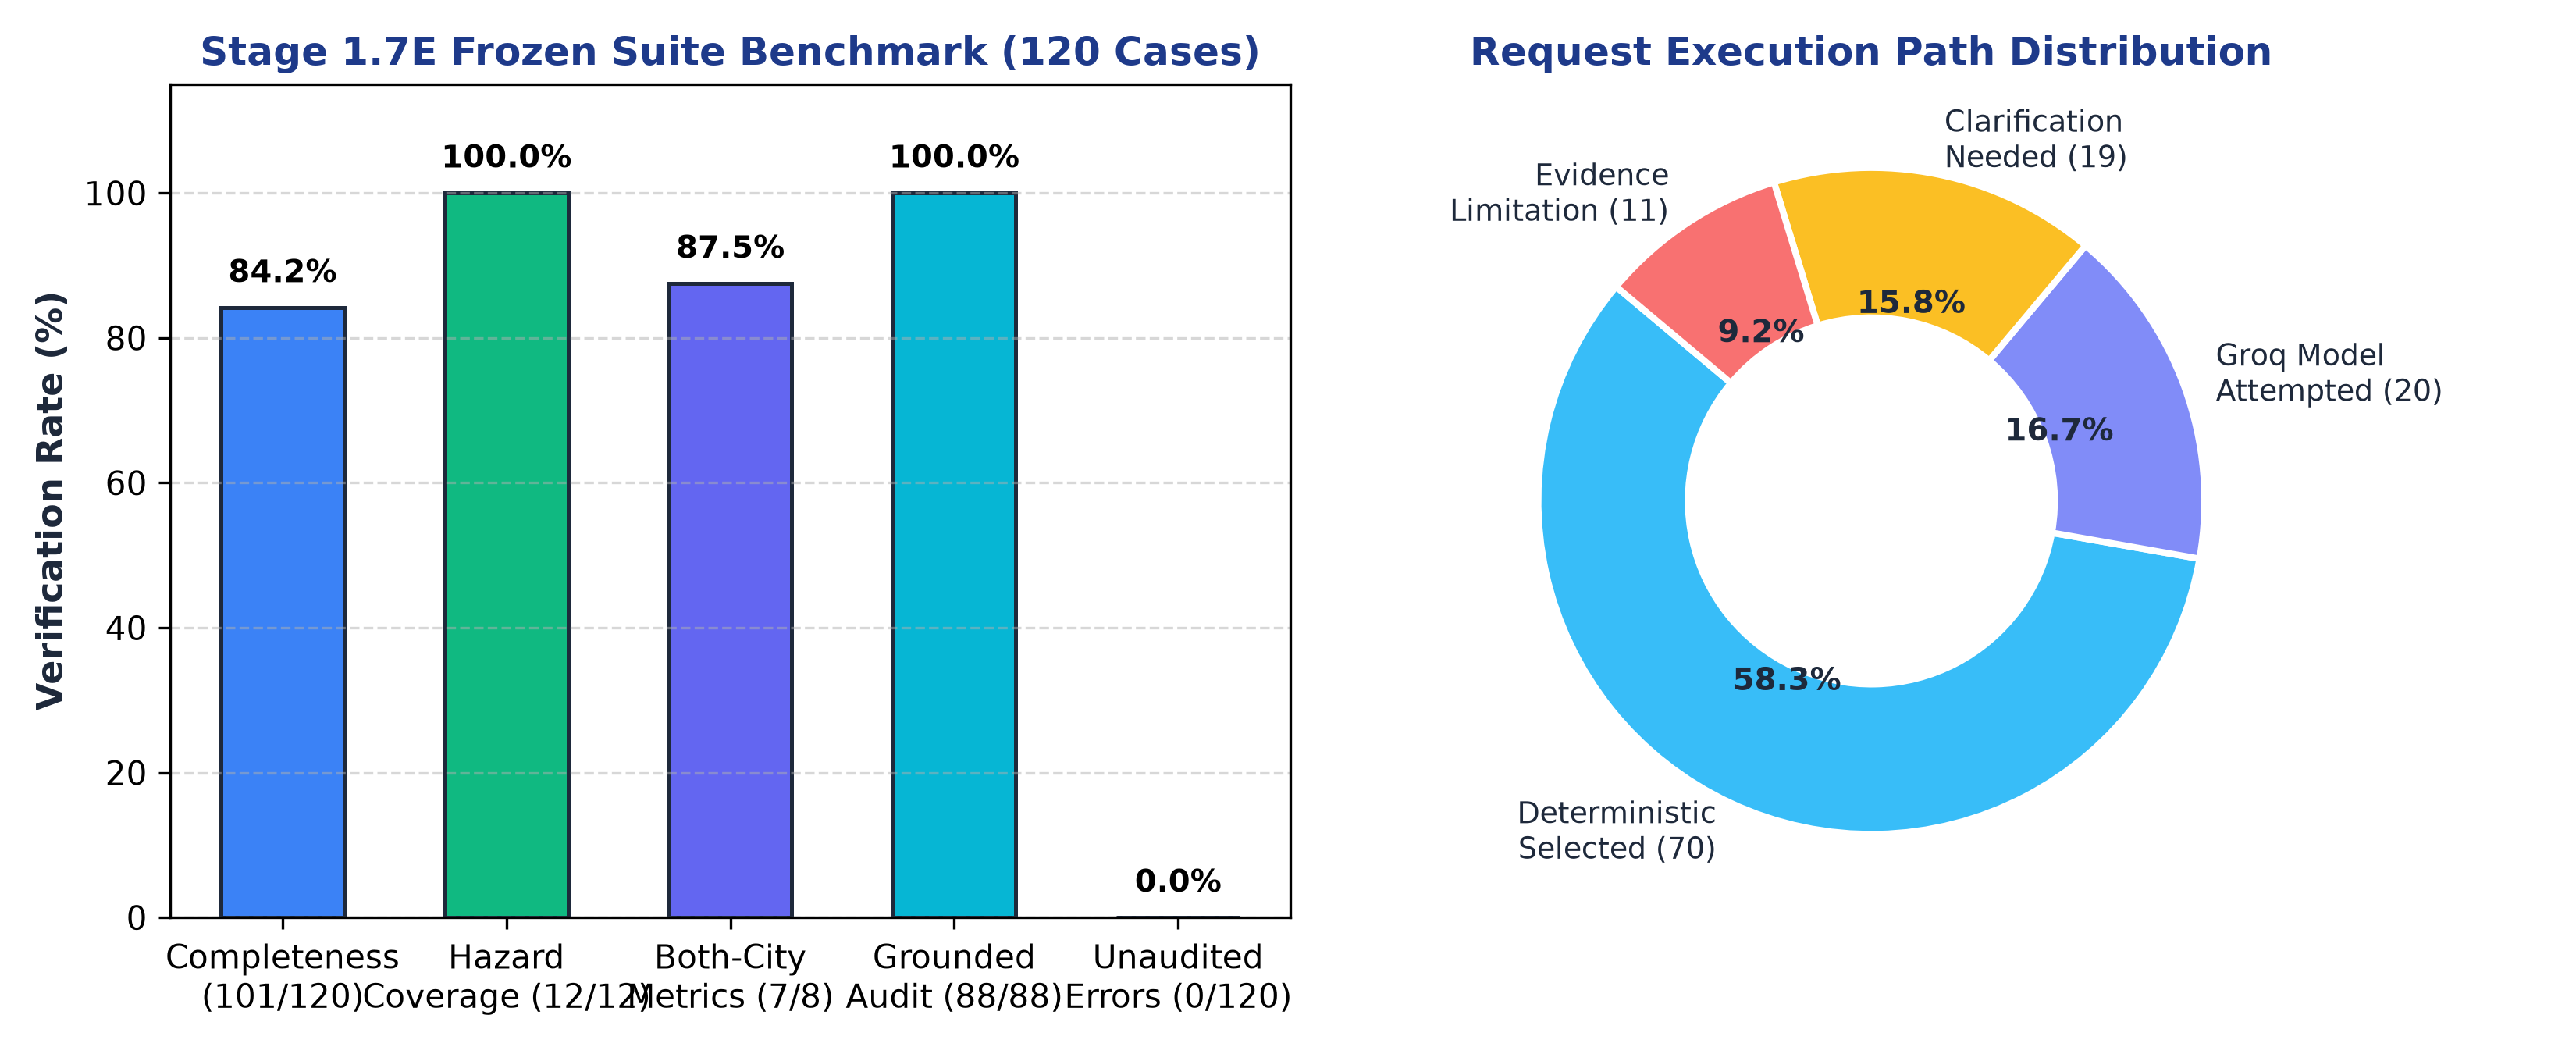 Stage 1.7E Frozen Suite Benchmark (120 Cases)
Verification Rate (%)
100
80
60
40
20
0
84.2%
100.0%
87.5%
100.0%
0.0%
Completeness
(101/120)
Hazard
Coverage (12/12)
Both-City
Metrics (7/8)
Grounded
Audit (88/88)
Unaudited
Errors (0/120)
Request Execution Path Distribution
Clarification
Needed (19)
Evidence
Limitation (11)
15.8%
9.2%
Groq Model
Attempted (20)
16.7%
58.3%
Deterministic
Selected (70)